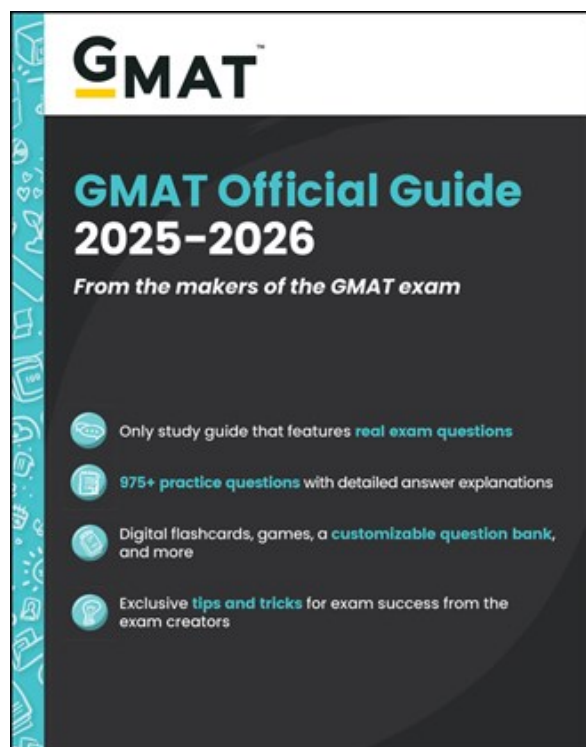 GMAT™
GMAT Official Guide
2025-2026
From the makers of the GMAT exam
Only study guide that features real exam questions
975+ practice questions with detailed answer explanations
Digital flashcards, games, a customizable question bank,
and more
Exclusive tips and tricks for exam success from the
exam creators